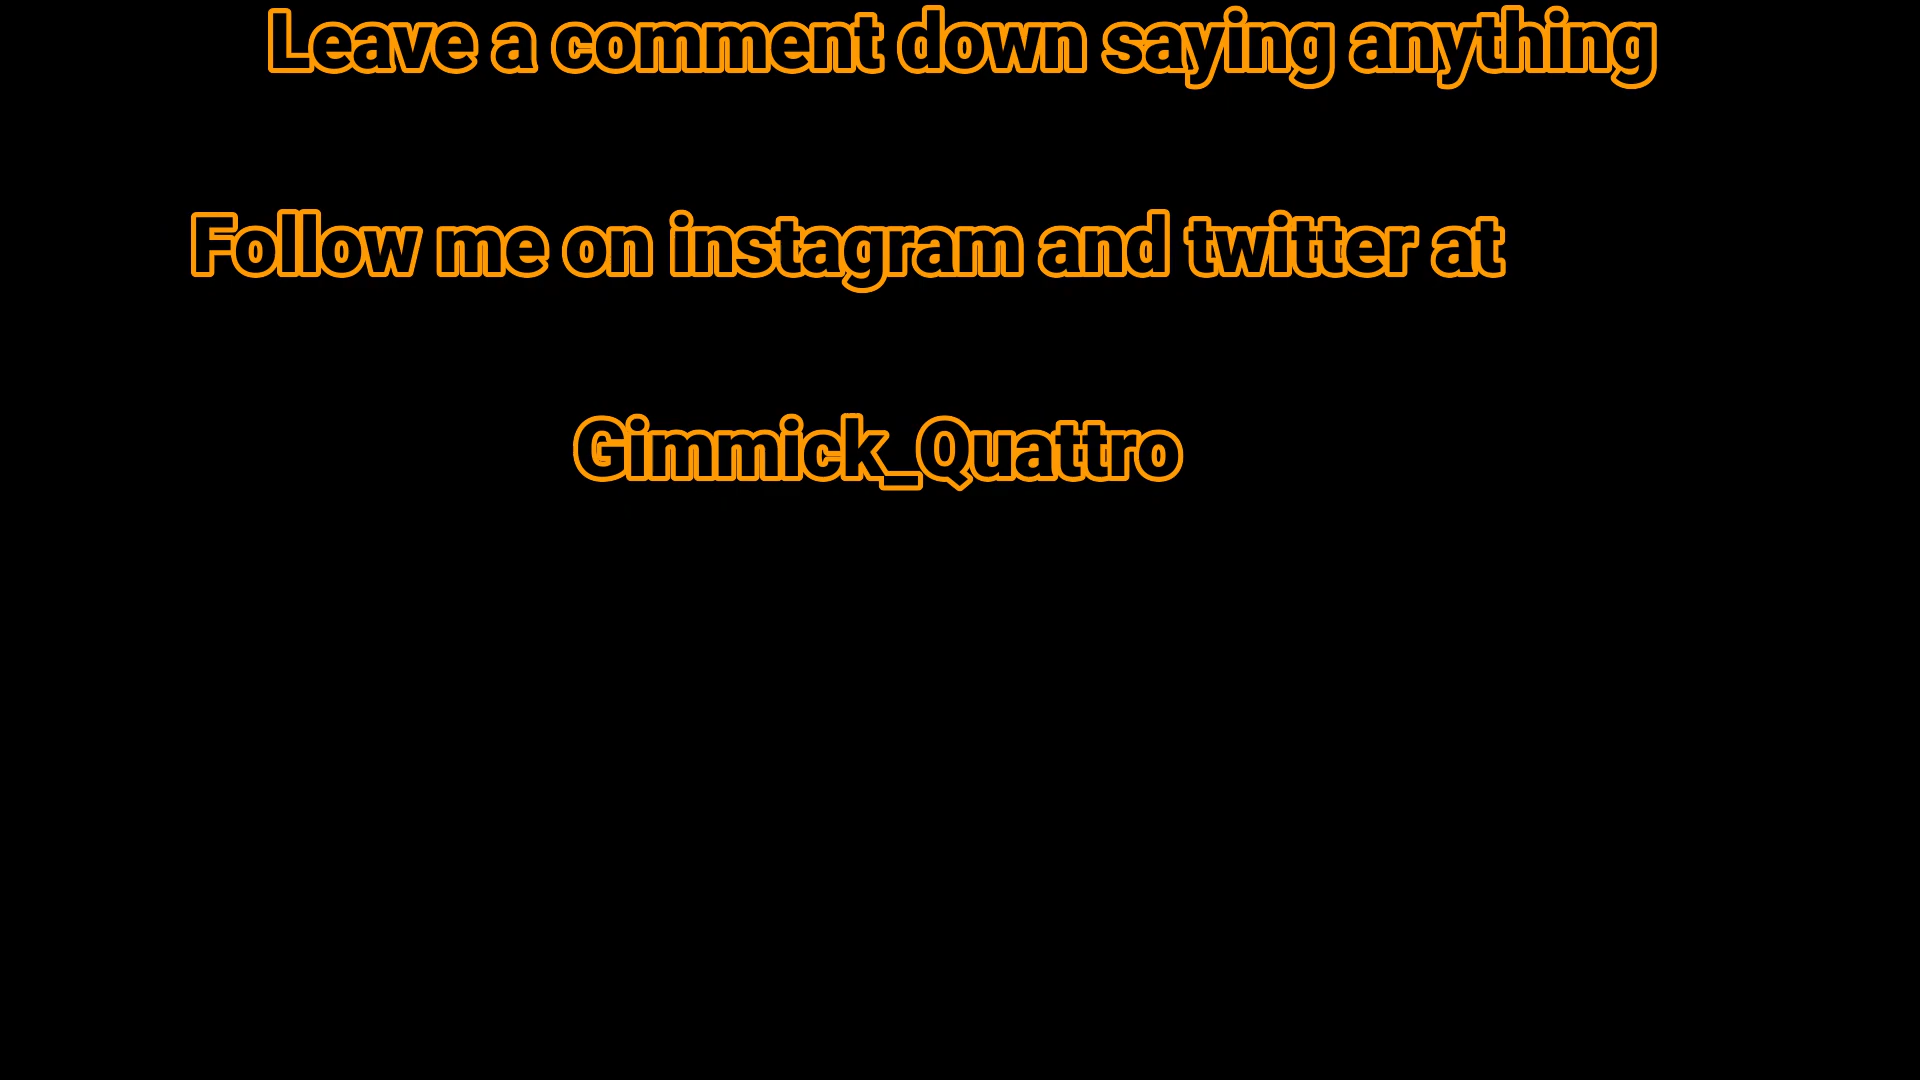 Leave a comment down saying anything
Follow me on instagram and twitter at
Gimmick_Quattro